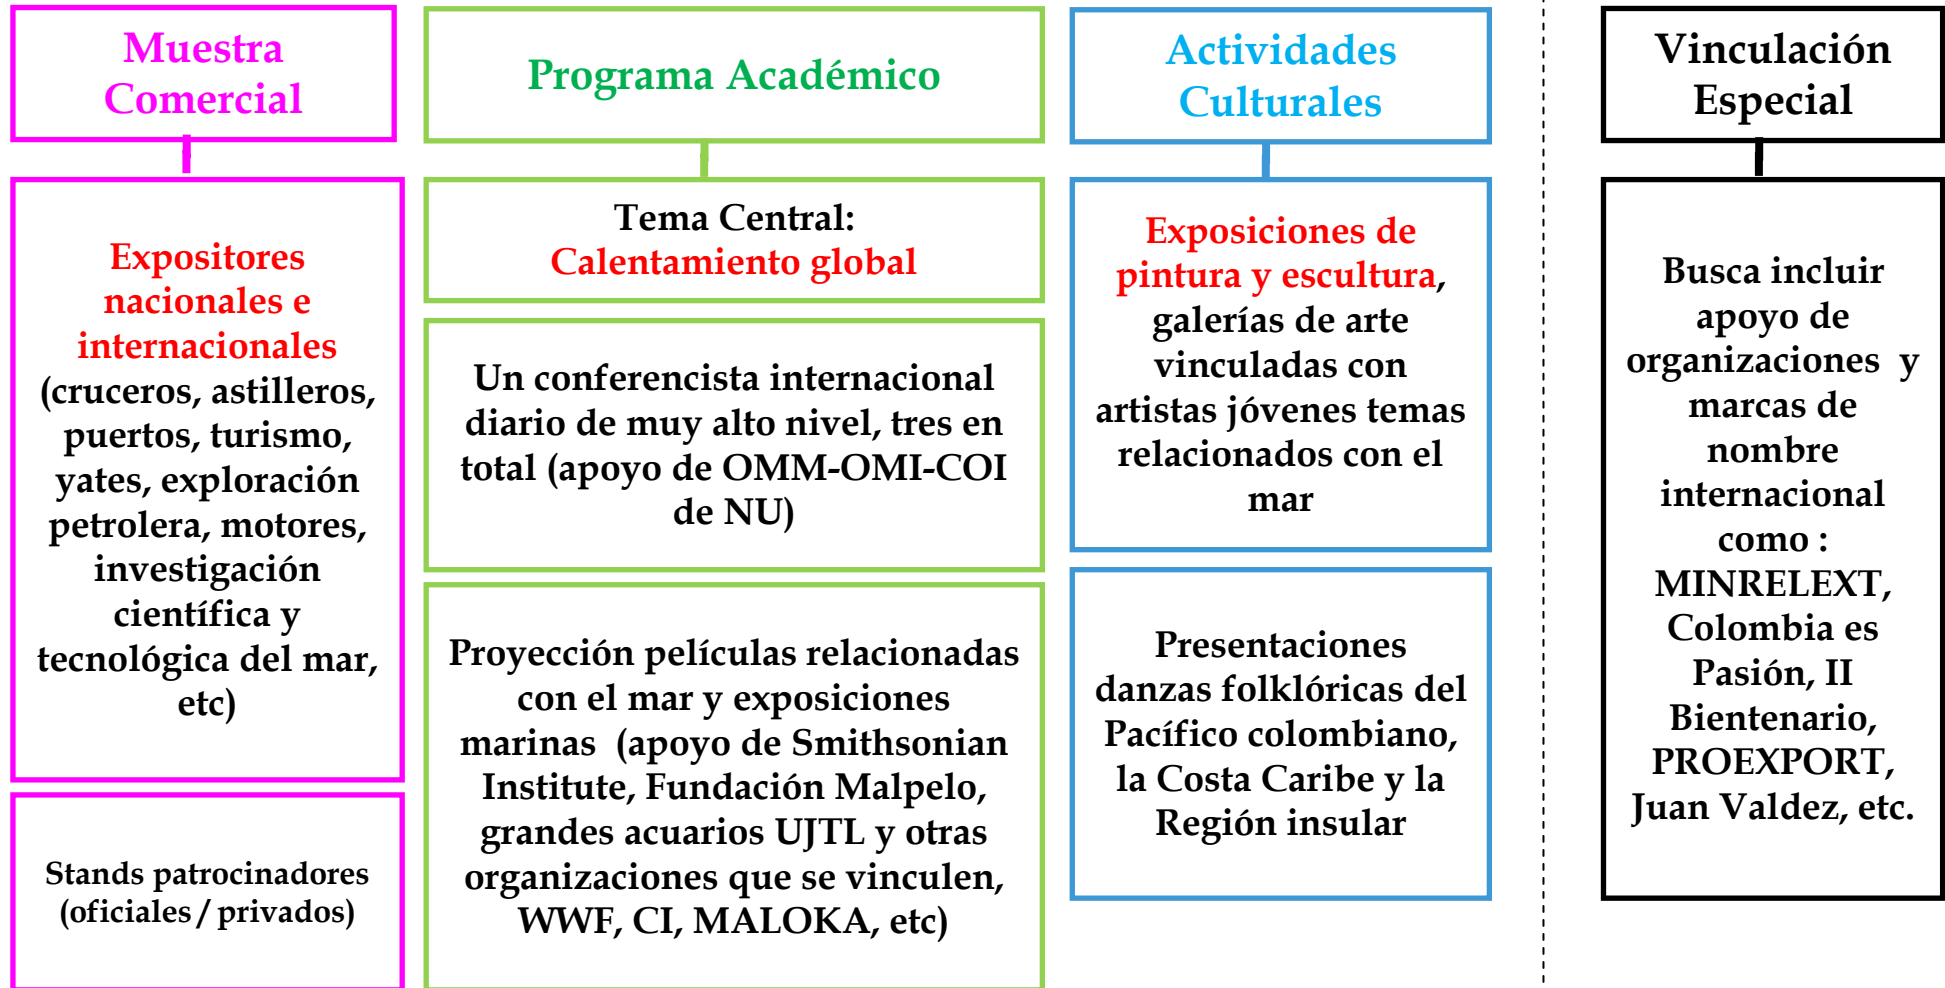 Muestra
Comercial
Expositores
nacionales e
internacionales
(cruceros, astilleros,
puertos, turismo,
yates, exploración
petrolera, motores,
investigación
científica y
tecnológica del mar,
etc)
Stands patrocinadores
(oficiales / privados)
Programa Académico
Tema Central:
Calentamiento global
Un conferencista internacional
diario de muy alto nivel, tres en
total (apoyo de OMM-OMI-COI
de NU)
Proyección películas relacionadas
con el mar y exposiciones
marinas (apoyo de Smithsonian
Institute, Fundación Malpelo,
grandes acuarios UJTL y otras
organizaciones que se vinculen,
WWF, CI, MALOKA, etc)
Actividades
Culturales
Exposiciones de
pintura y escultura,
galerías de arte
vinculadas con
artistas jóvenes temas
relacionados con el
mar
Presentaciones
danzas folklóricas del
Pacífico colombiano,
la Costa Caribe y la
Región insular
Vinculación
Especial
Busca incluir
apoyo de
organizaciones y
marcas de
nombre
internacional
como :
MINRELEXT,
Colombia es
Pasión, II
Bientenario,
PROEXPORT,
Juan Valdez, etc.